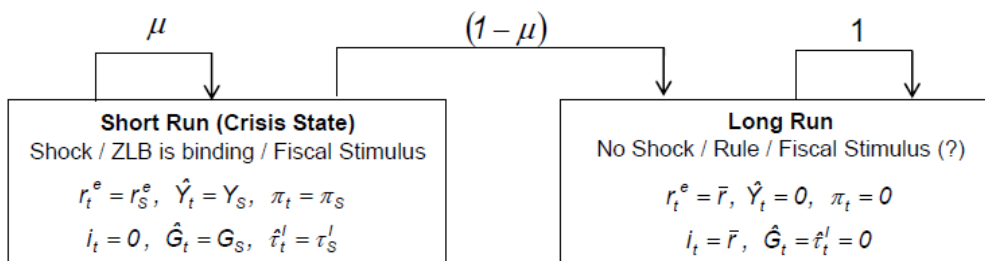 μ
(1 − μ)
1
Short Run (Crisis State)
Shock / ZLB is binding / Fiscal Stimulus
r_t^e = r_S^e, Ŷ_t = Y_S, π_t = π_S
i_t = 0, Ĝ_t = G_S, τ̂_t^l = τ_S^l
Long Run
No Shock / Rule / Fiscal Stimulus (?)
r_t^e = r̄, Ŷ_t = 0, π_t = 0
i_t = r̄, Ĝ_t = τ̂_t^l = 0